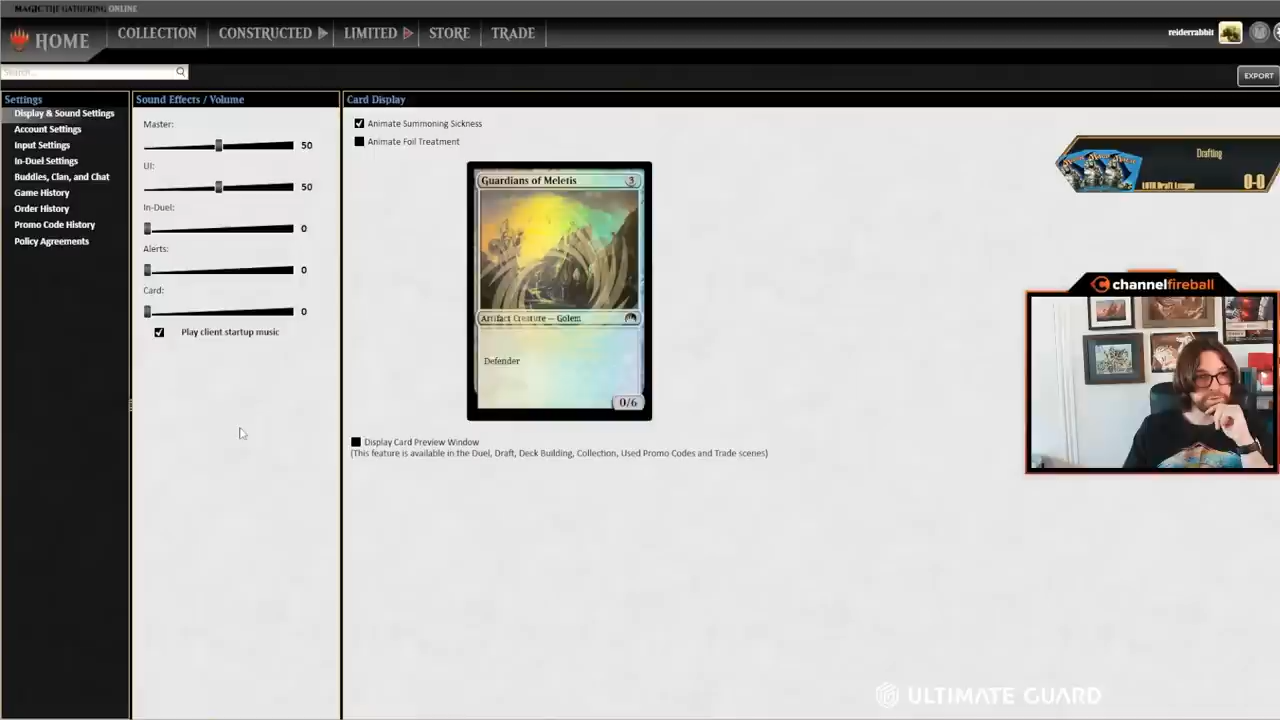 MAGIC THE GATHERING ONLINE
HOME
COLLECTION
CONSTRUCTED
LIMITED
STORE
TRADE
reiderrabbit
Search...
EXPORT
Settings
Display & Sound Settings
Account Settings
Input Settings
In-Duel Settings
Buddies, Clan, and Chat
Game History
Order History
Promo Code History
Policy Agreements
Sound Effects / Volume
Master:
50
UI:
50
In-Duel:
0
Alerts:
0
Card:
0
Play client startup music
Card Display
Animate Summoning Sickness
Animate Foil Treatment
Guardians of Meletis 3
Artifact Creature — Golem
Defender
0/6
Display Card Preview Window
(This feature is available in the Duel, Draft, Deck Building, Collection, Used Promo Codes and Trade scenes)
Drafting
Draft League
0-0
channelfireball
ULTIMATE GUARD